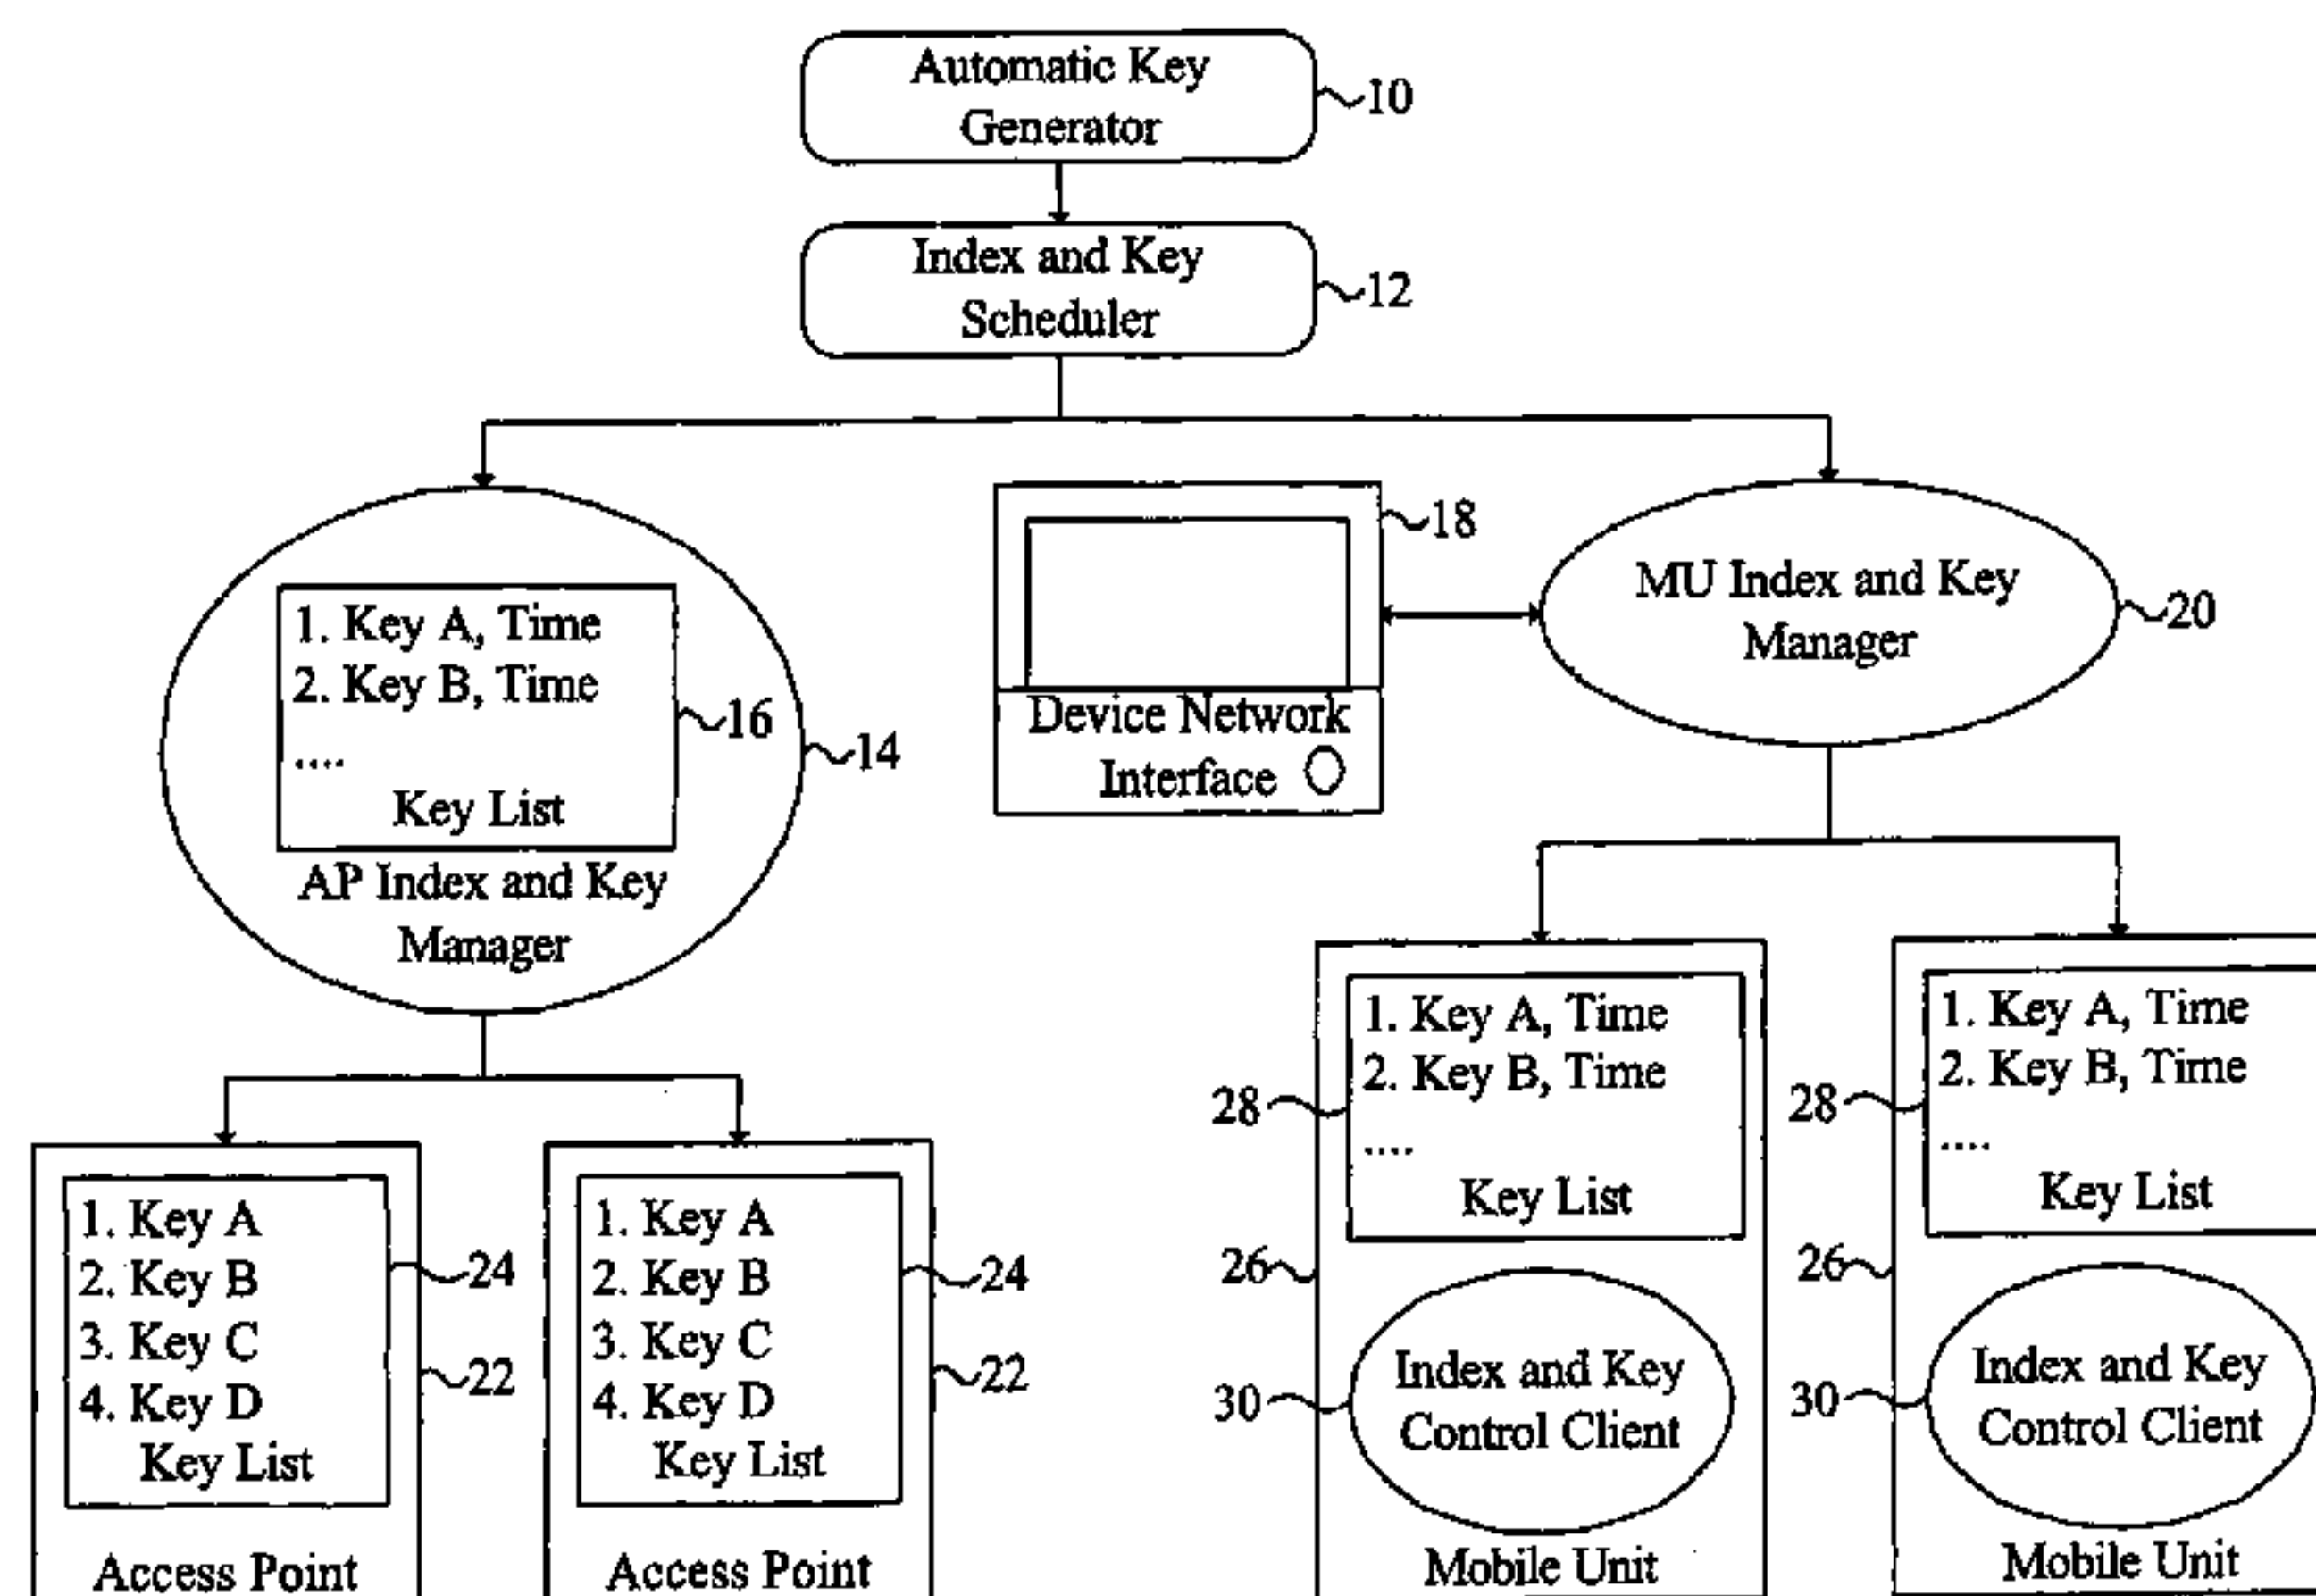 Automatic Key
Generator
10
Index and Key
Scheduler
12
1. Key A, Time
2. Key B, Time
....
Key List
16
AP Index and Key
Manager
14
18
Device Network
Interface
MU Index and Key
Manager
20
1. Key A
2. Key B
3. Key C
4. Key D
Key List
24
22
Access Point
1. Key A
2. Key B
3. Key C
4. Key D
Key List
24
22
Access Point
1. Key A, Time
2. Key B, Time
....
Key List
28
26
Index and Key
Control Client
30
Mobile Unit
1. Key A, Time
2. Key B, Time
....
Key List
28
26
Index and Key
Control Client
30
Mobile Unit